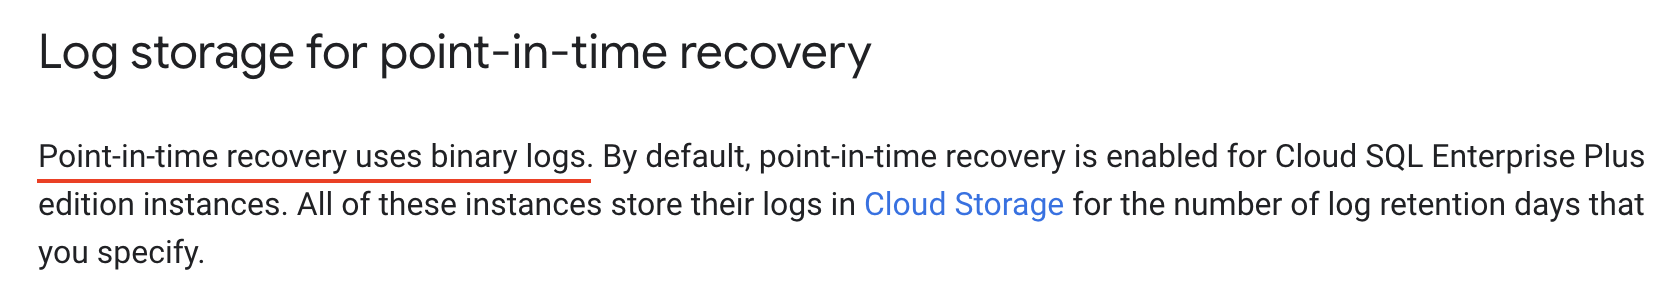 Log storage for point-in-time recovery
Point-in-time recovery uses binary logs. By default, point-in-time recovery is enabled for Cloud SQL Enterprise Plus
edition instances. All of these instances store their logs in Cloud Storage for the number of log retention days that
you specify.